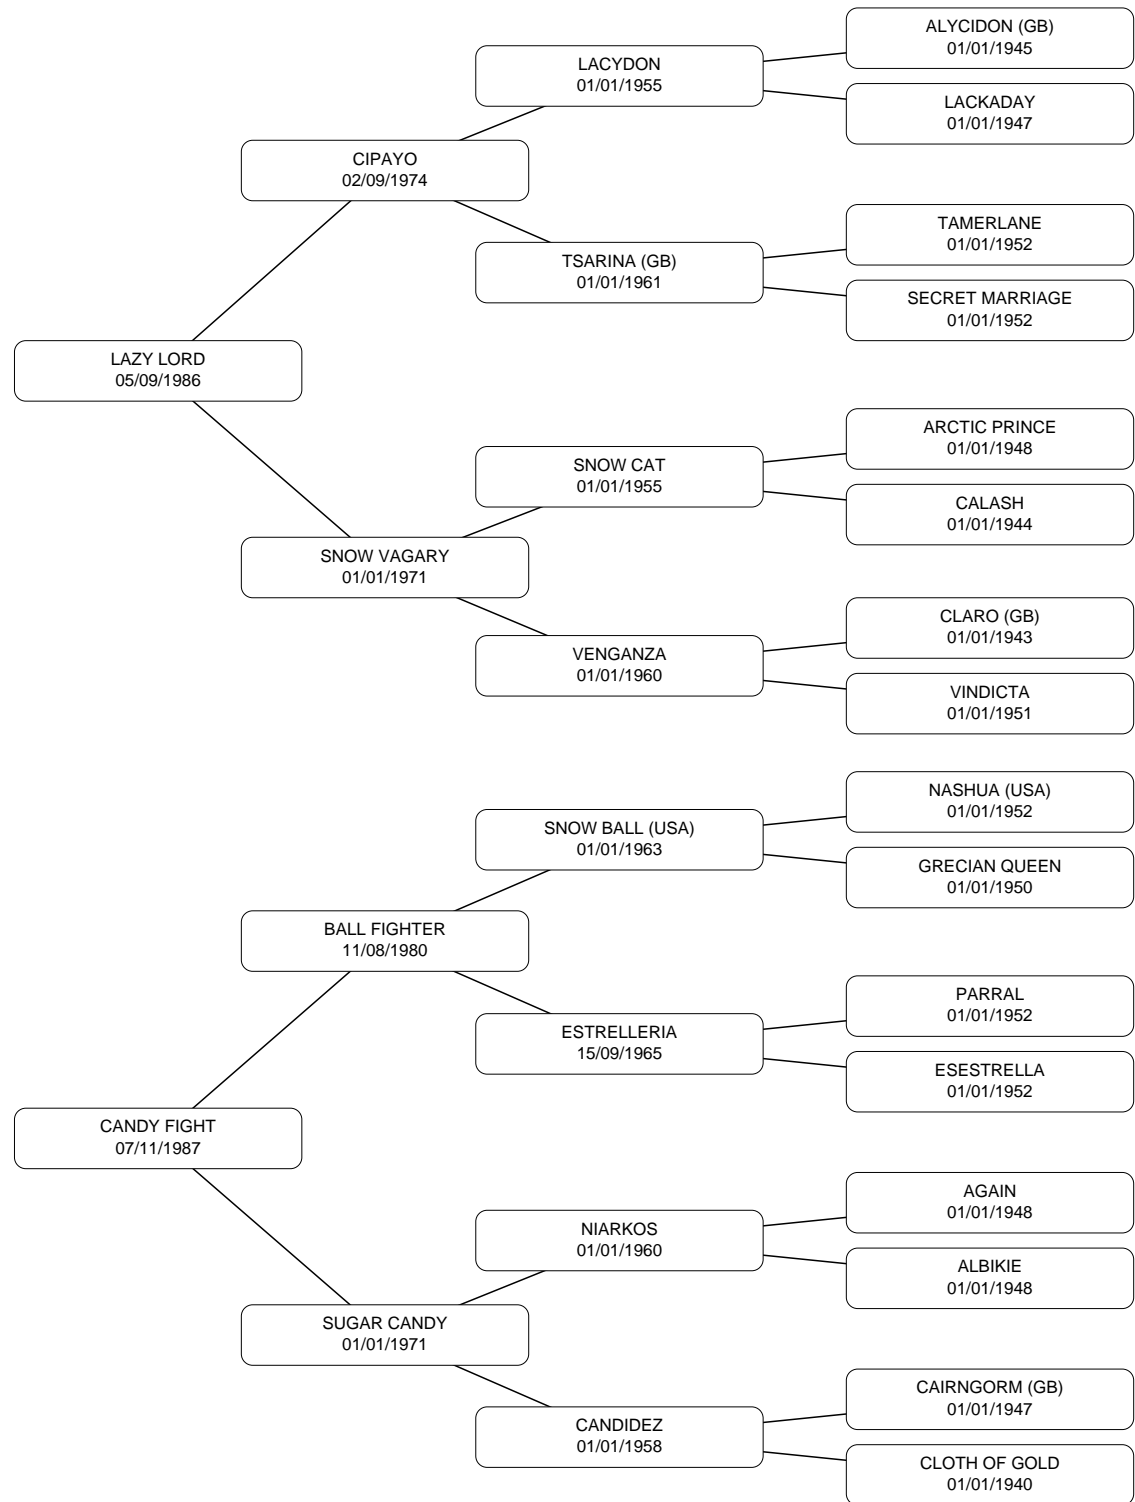 ALYCIDON (GB)
01/01/1945
LACYDON
01/01/1955
LACKADAY
01/01/1947
CIPAYO
02/09/1974
TAMERLANE
01/01/1952
TSARINA (GB)
01/01/1961
SECRET MARRIAGE
01/01/1952
LAZY LORD
05/09/1986
ARCTIC PRINCE
01/01/1948
SNOW CAT
01/01/1955
CALASH
01/01/1944
SNOW VAGARY
01/01/1971
CLARO (GB)
01/01/1943
VENGANZA
01/01/1960
VINDICTA
01/01/1951
NASHUA (USA)
01/01/1952
SNOW BALL (USA)
01/01/1963
GRECIAN QUEEN
01/01/1950
BALL FIGHTER
11/08/1980
PARRAL
01/01/1952
ESTRELLERIA
15/09/1965
ESESTRELLA
01/01/1952
CANDY FIGHT
07/11/1987
AGAIN
01/01/1948
NIARKOS
01/01/1960
ALBIKIE
01/01/1948
SUGAR CANDY
01/01/1971
CAIRNGORM (GB)
01/01/1947
CANDIDEZ
01/01/1958
CLOTH OF GOLD
01/01/1940